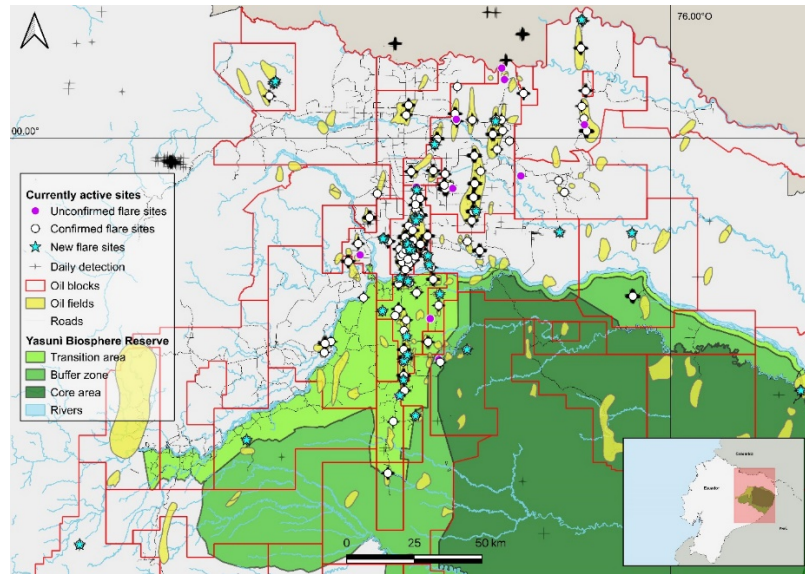 76.00°O
00,00°
Currently active sites
Unconfirmed flare sites
Confirmed flare sites
New flare sites
Daily detection
Oil blocks
Oil fields
Roads
Yasuni Biosphere Reserve
Transition area
Buffer zone
Core area
Rivers
0 25 50 km
Ecuador